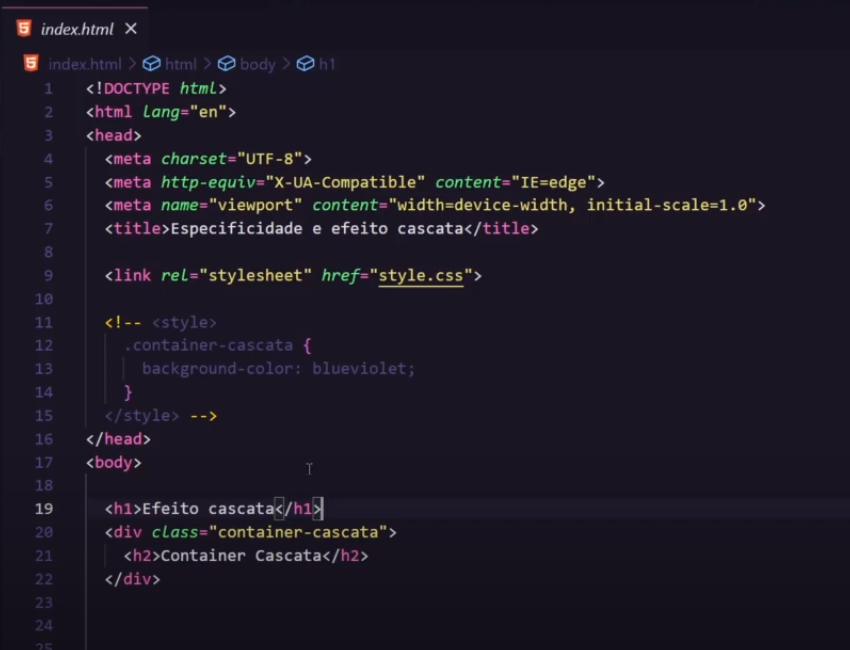 index.html
index.html > html > body > h1
1 <!DOCTYPE html>
2 <html lang="en">
3 <head>
4 <meta charset="UTF-8">
5 <meta http-equiv="X-UA-Compatible" content="IE=edge">
6 <meta name="viewport" content="width=device-width, initial-scale=1.0">
7 <title>Especificidade e efeito cascata</title>
8
9 <link rel="stylesheet" href="style.css">
10
11 <!-- <style>
12 .container-cascata {
13 background-color: blueviolet;
14 }
15 </style> -->
16 </head>
17 <body>
18
19 <h1>Efeito cascata</h1>
20 <div class="container-cascata">
21 <h2>Container Cascata</h2>
22 </div>
23
24
25